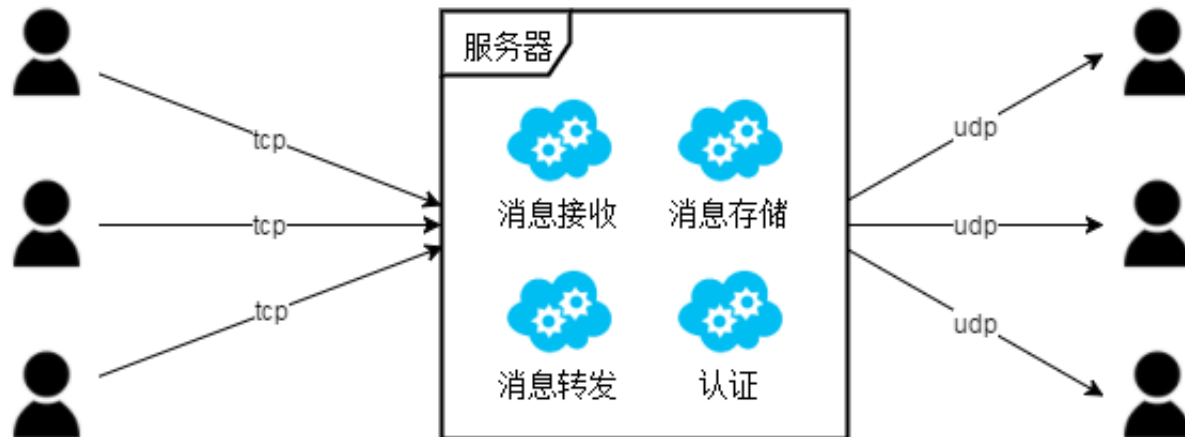 服务器
tcp
udp
消息接收
消息存储
tcp
udp
tcp
udp
消息转发
认证